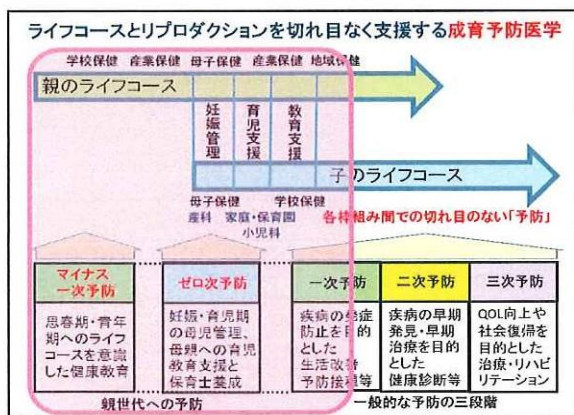 ライフコースとリプロダクションを切れ目なく支援する成育予防医学
学校保健 産業保健 母子保健 産業保健 地域保健
親のライフコース
妊娠管理
育児支援
教育支援
子のライフコース
母子保健 学校保健
産科 家庭・保育園
小児科
各枠組み間での切れ目のない「予防」
マイナス
一次予防
思春期・青年
期へのライフ
コースを意識
した健康教育
ゼロ次予防
妊娠・育児期
の母児管理、
母親への育児
教育支援と
保育士養成
一次予防
疾病の発症
防止を目的
とした
生活改善
予防接種等
二次予防
疾病の早期
発見・早期
治療を目的
とした
健康診断等
三次予防
QOL向上や
社会復帰を
目的とした
治療・リハビ
リテーション
親世代への予防
一般的な予防の三段階